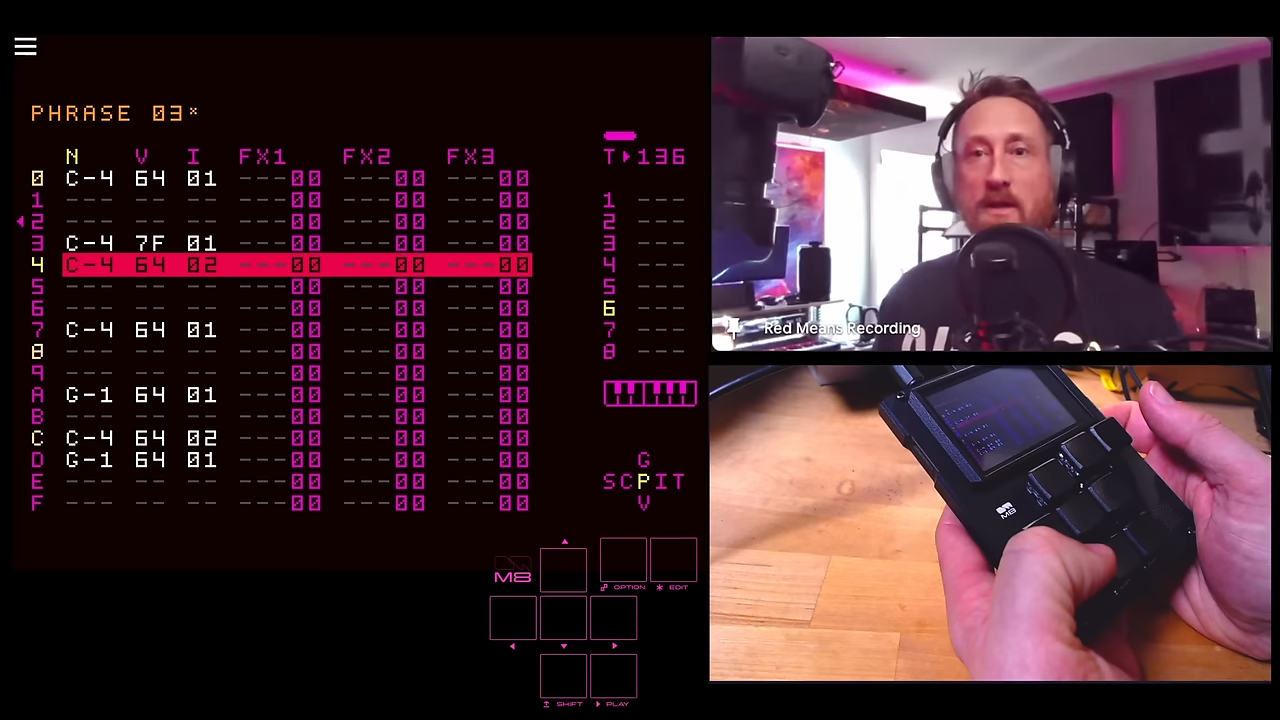 PHRASE 03*
N V I FX1 FX2 FX3 T▶136
0 C-4 64 01 ---00 ---00 ---00
1 --- -- -- ---00 ---00 ---00 1 ---
2 --- -- -- ---00 ---00 ---00 2 ---
3 C-4 7F 01 ---00 ---00 ---00 3 ---
4 C-4 64 02 ---00 ---00 ---00 4 ---
5 --- -- -- ---00 ---00 ---00 5 ---
6 --- -- -- ---00 ---00 ---00 6 ---
7 C-4 64 01 ---00 ---00 ---00 7 ---
8 --- -- -- ---00 ---00 ---00 8 ---
9 --- -- -- ---00 ---00 ---00
A G-1 64 01 ---00 ---00 ---00
B --- -- -- ---00 ---00 ---00
C C-4 64 02 ---00 ---00 ---00
D G-1 64 01 ---00 ---00 ---00 G
E --- -- -- ---00 ---00 ---00 SCPIT
F --- -- -- ---00 ---00 ---00 V
M8
OPTION EDIT
SHIFT PLAY
Red Means Recording
M8